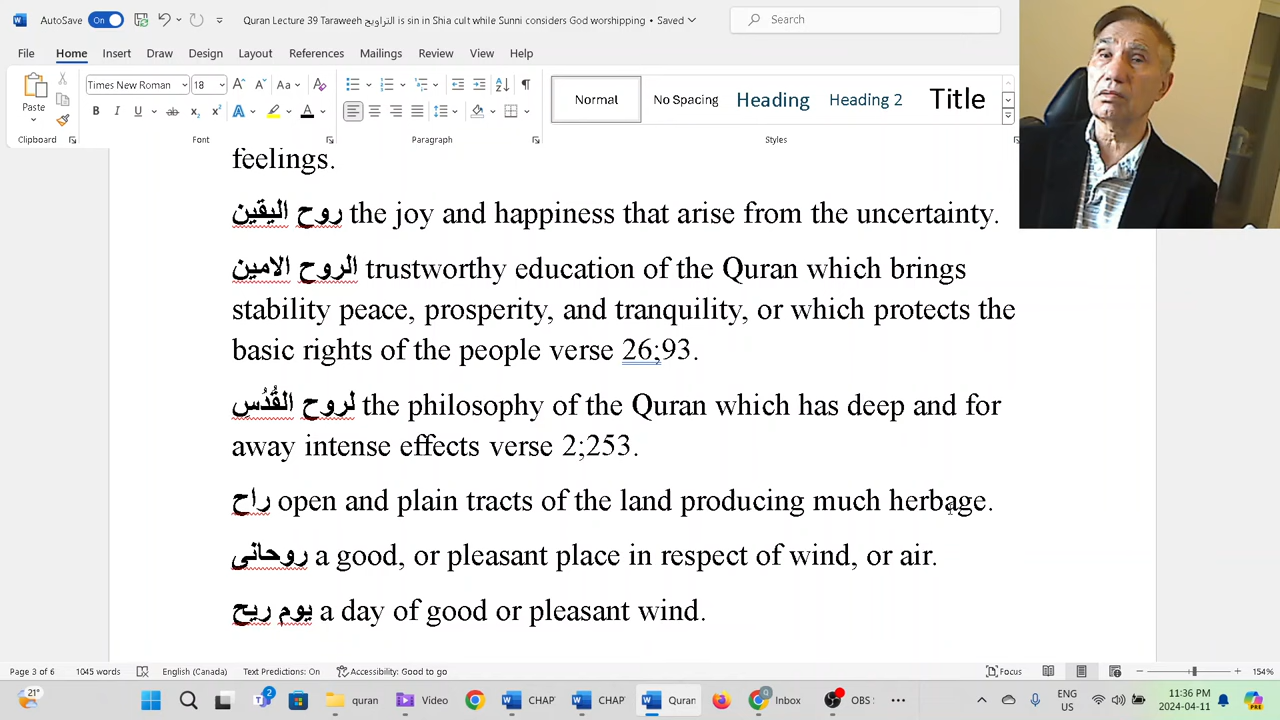 AutoSave On Quran Lecture 39 Taraweeh التراويح is sin in Shia cult while Sunni considers God worshipping • Saved Search
File Home Insert Draw Design Layout References Mailings Review View Help
Times New Roman 18
Paste
Normal No Spacing Heading Heading 2 Title
Clipboard Font Paragraph Styles
feelings.
روح اليقين the joy and happiness that arise from the uncertainty.
الروح الامين trustworthy education of the Quran which brings
stability peace, prosperity, and tranquility, or which protects the
basic rights of the people verse 26;93.
لروح القُدُس the philosophy of the Quran which has deep and for
away intense effects verse 2;253.
راح open and plain tracts of the land producing much herbage.
روحانى a good, or pleasant place in respect of wind, or air.
يوم ريح a day of good or pleasant wind.
Page 3 of 6 1045 words English (Canada) Text Predictions: On Accessibility: Good to go Focus 154%
21° quran Video CHAP CHAP Quran Inbox OBS ENG US 11:36 PM 2024-04-11